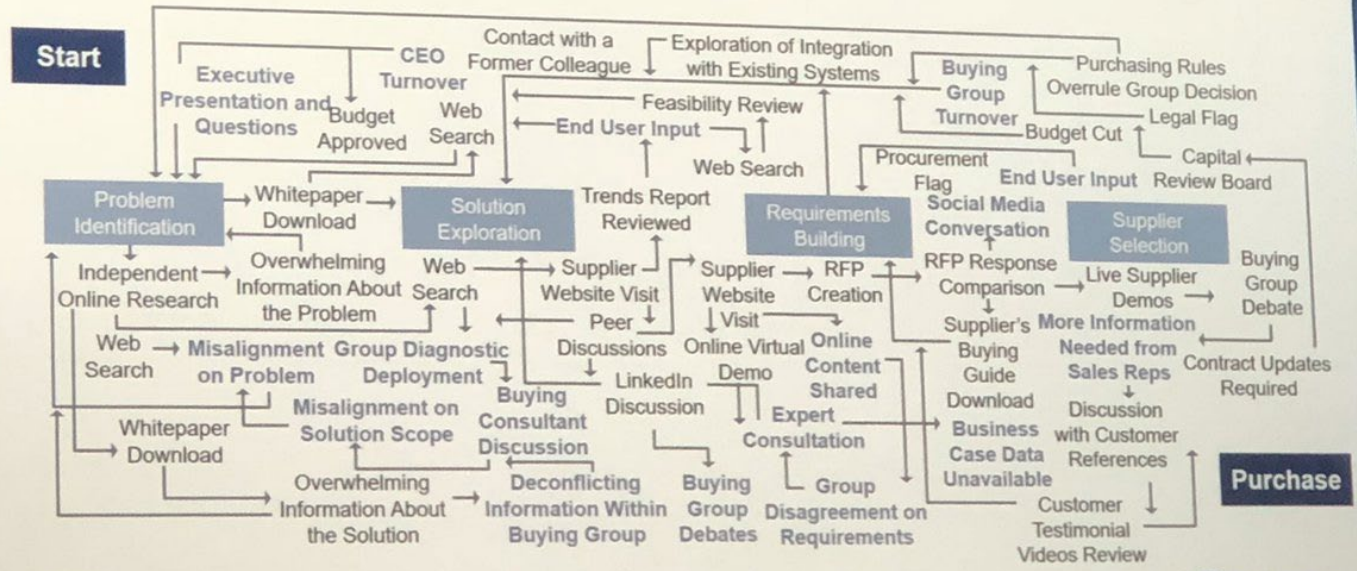 Start
Executive
Presentation and
Questions
CEO
Turnover
Budget
Approved
Web
Search
Contact with a
Former Colleague
Exploration of Integration
with Existing Systems
Feasibility Review
End User Input
Web Search
Buying
Group
Turnover
Purchasing Rules
Overrule Group Decision
Legal Flag
Budget Cut
Capital
Review Board
Procurement
Flag
End User Input
Problem
Identification
Whitepaper
Download
Solution
Exploration
Trends Report
Reviewed
Requirements
Building
Social Media
Conversation
Supplier
Selection
Independent
Online Research
Overwhelming
Information About
the Problem
Web
Search
Supplier
Website Visit
Peer
Discussions
Supplier
Website
Visit
RFP
Creation
RFP Response
Comparison
Live Supplier
Demos
Buying
Group
Debate
Web
Search
Misalignment
on Problem
Group Diagnostic
Deployment
LinkedIn
Discussion
Online Virtual
Demo
Online
Content
Shared
Supplier's
Buying
Guide
Download
More Information
Needed from
Sales Reps
Contract Updates
Required
Whitepaper
Download
Misalignment on
Solution Scope
Buying
Consultant
Discussion
Expert
Consultation
Business
Case Data
Unavailable
Discussion
with Customer
References
Overwhelming
Information About
the Solution
Deconflicting
Information Within
Buying Group
Buying
Group
Debates
Group
Disagreement on
Requirements
Customer
Testimonial
Videos Review
Purchase